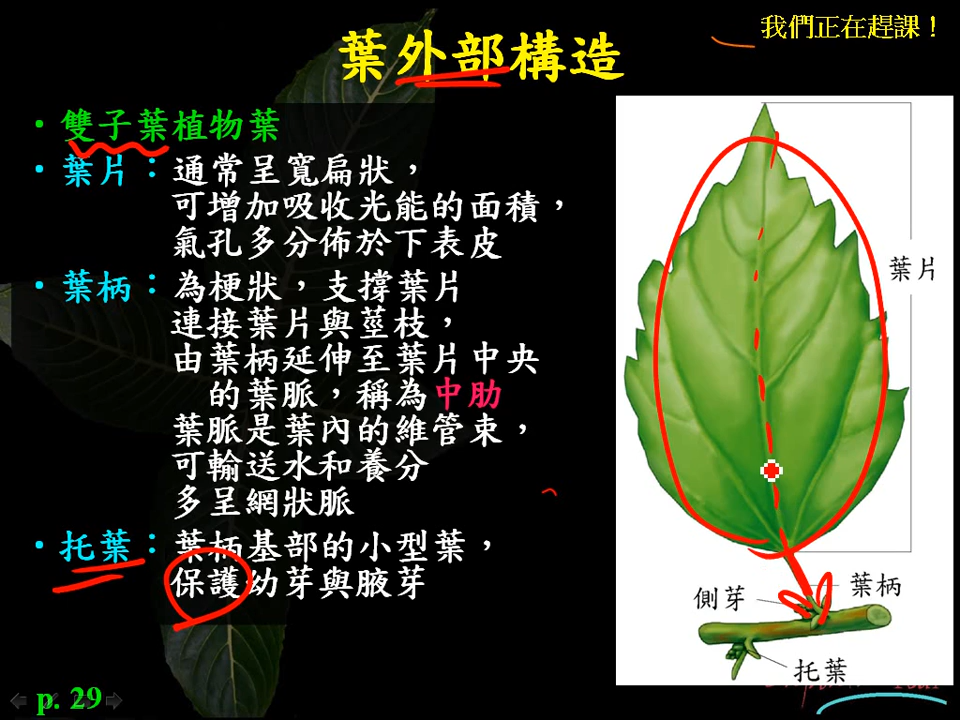 我們正在趕課！
葉外部構造
・雙子葉植物葉
・葉片：通常呈寬扁狀，
可增加吸收光能的面積，
氣孔多分佈於下表皮
・葉柄：為梗狀，支撐葉片
連接葉片與莖枝，
由葉柄延伸至葉片中央
的葉脈，稱為中肋
葉脈是葉內的維管束，
可輸送水和養分
多呈網狀脈
・托葉：葉柄基部的小型葉，
保護幼芽與腋芽
葉片
側芽
葉柄
托葉
p. 29